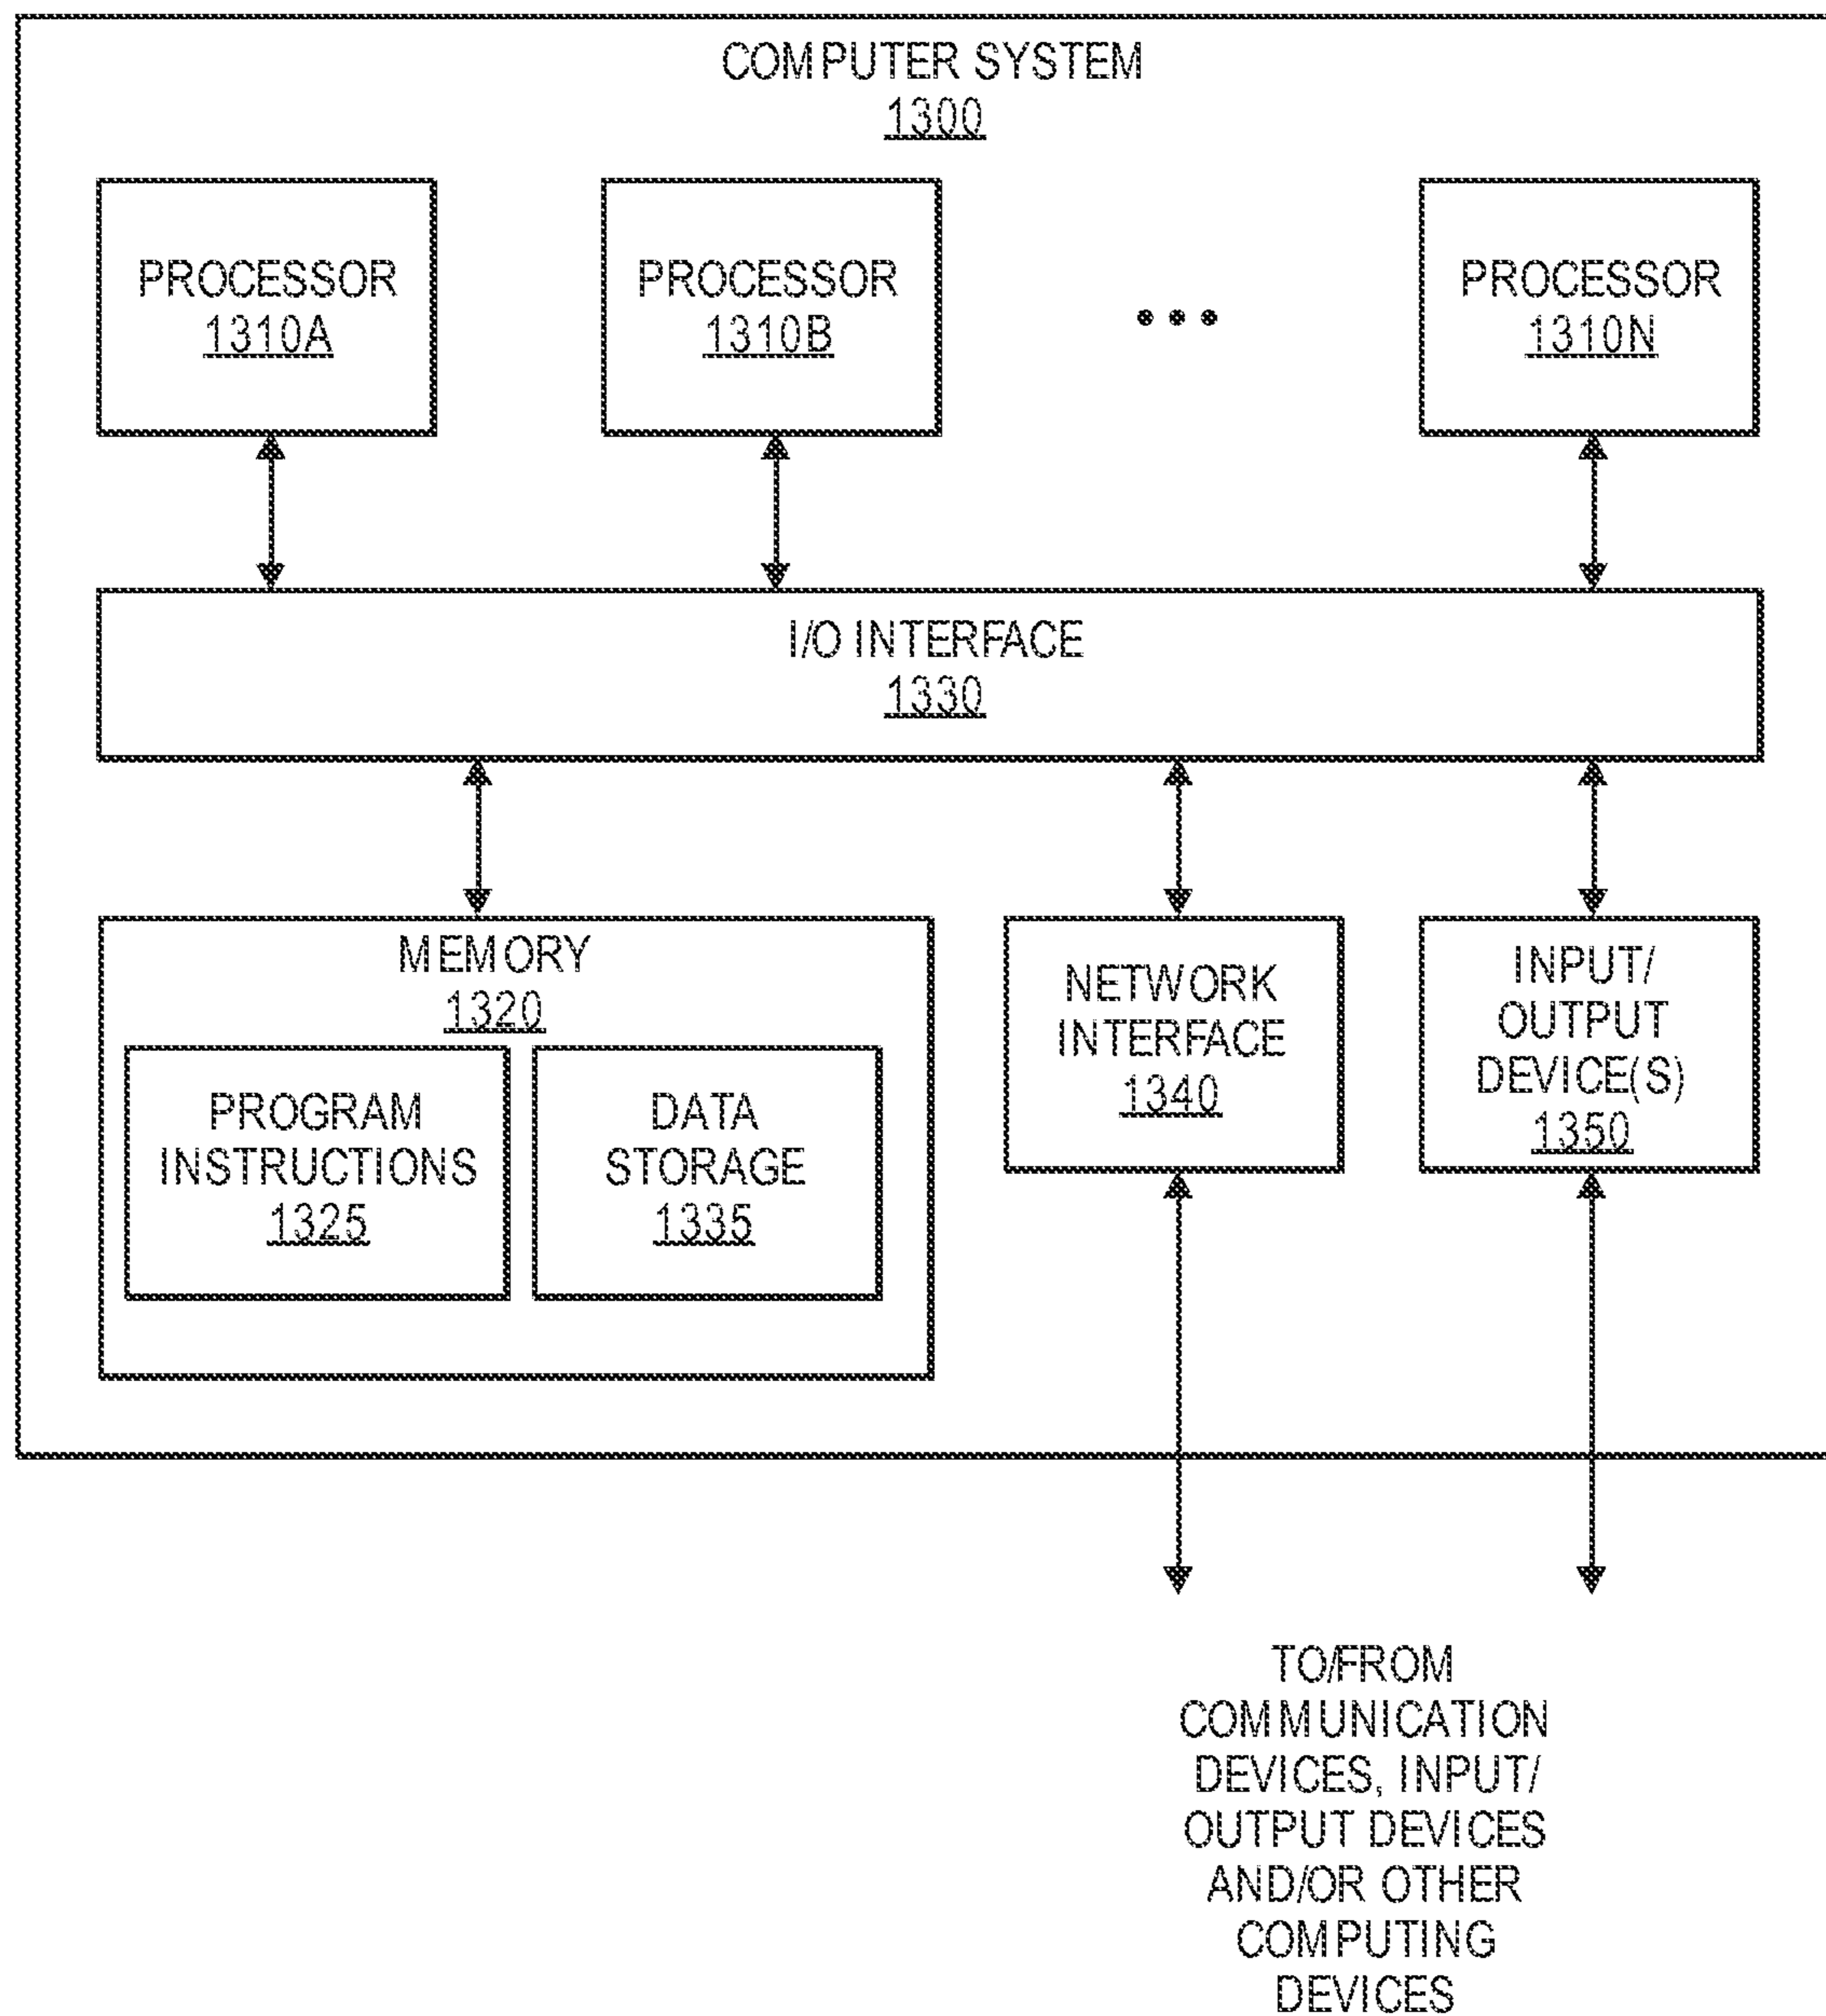 COMPUTER SYSTEM
1300
PROCESSOR
1310A
PROCESSOR
1310B
PROCESSOR
1310N
I/O INTERFACE
1330
MEMORY
1320
PROGRAM
INSTRUCTIONS
1325
DATA
STORAGE
1335
NETWORK
INTERFACE
1340
INPUT/
OUTPUT
DEVICE(S)
1350
TO/FROM
COMMUNICATION
DEVICES, INPUT/
OUTPUT DEVICES
AND/OR OTHER
COMPUTING
DEVICES